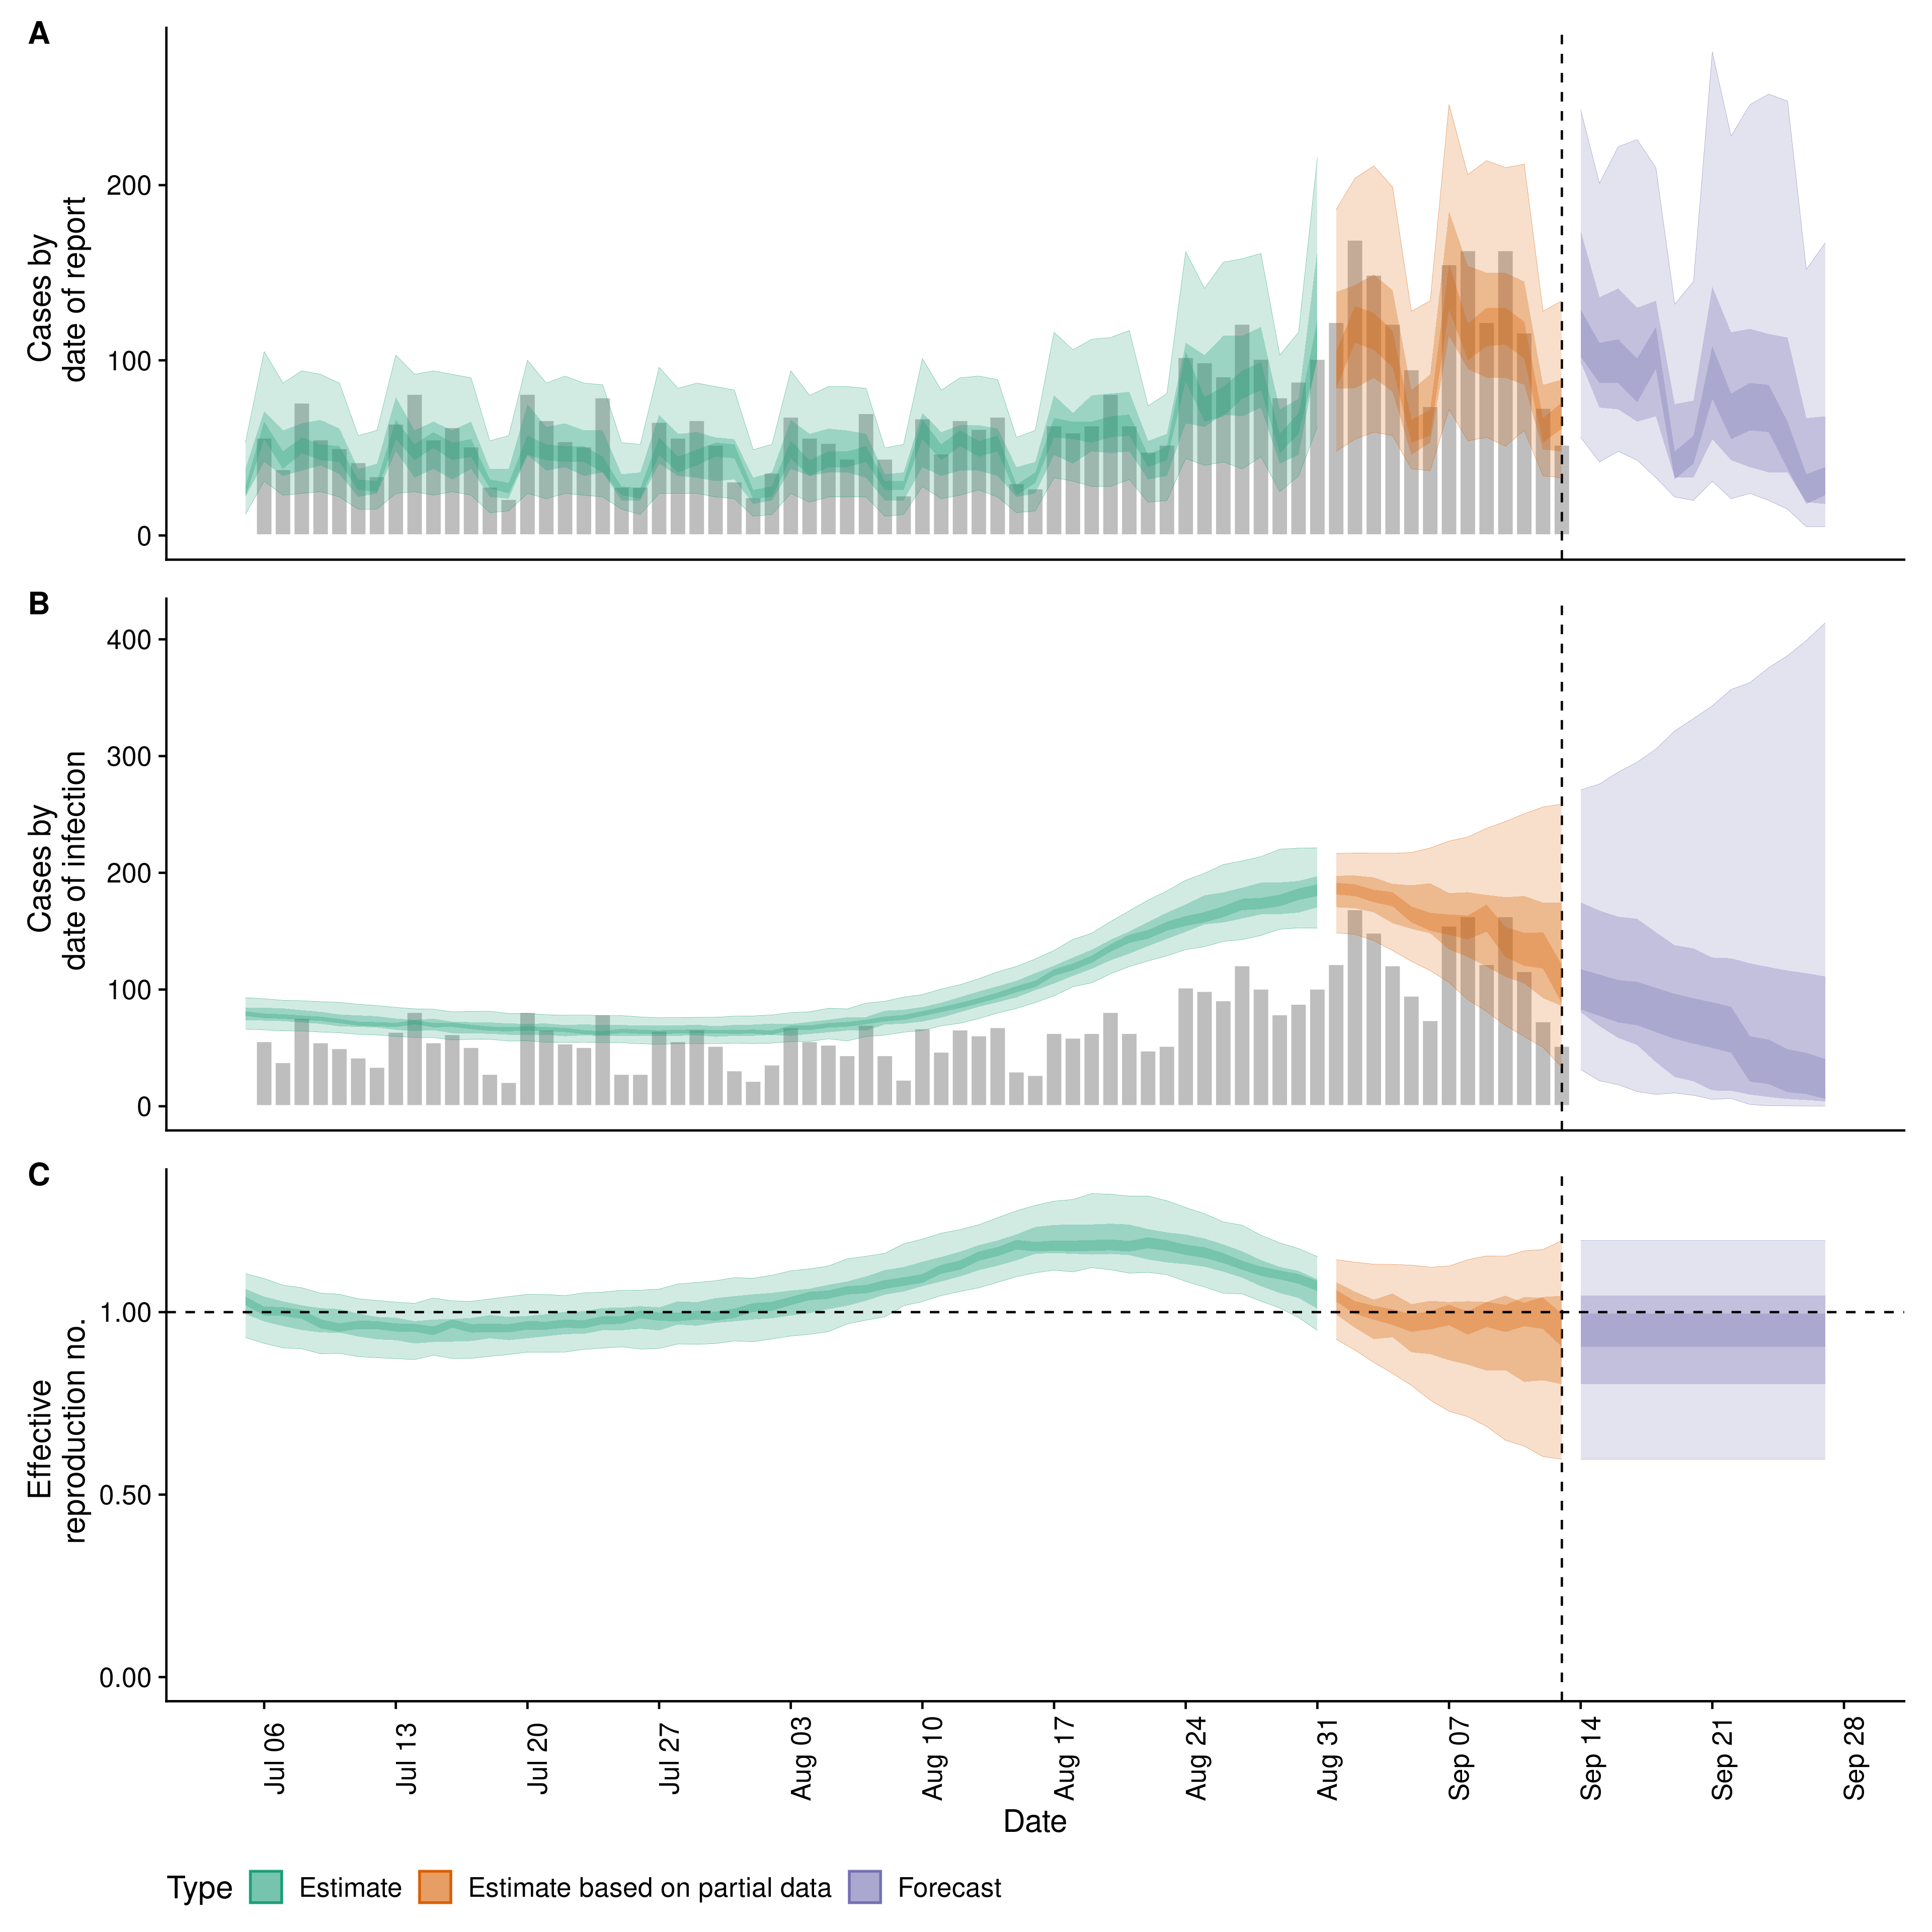 A
Cases by
date of report
200
100
0
B
Cases by
date of infection
400
300
200
100
0
C
Effective
reproduction no.
1.00
0.50
0.00
Jul 06
Jul 13
Jul 20
Jul 27
Aug 03
Aug 10
Aug 17
Aug 24
Aug 31
Sep 07
Sep 14
Sep 21
Sep 28
Date
Type Estimate Estimate based on partial data Forecast